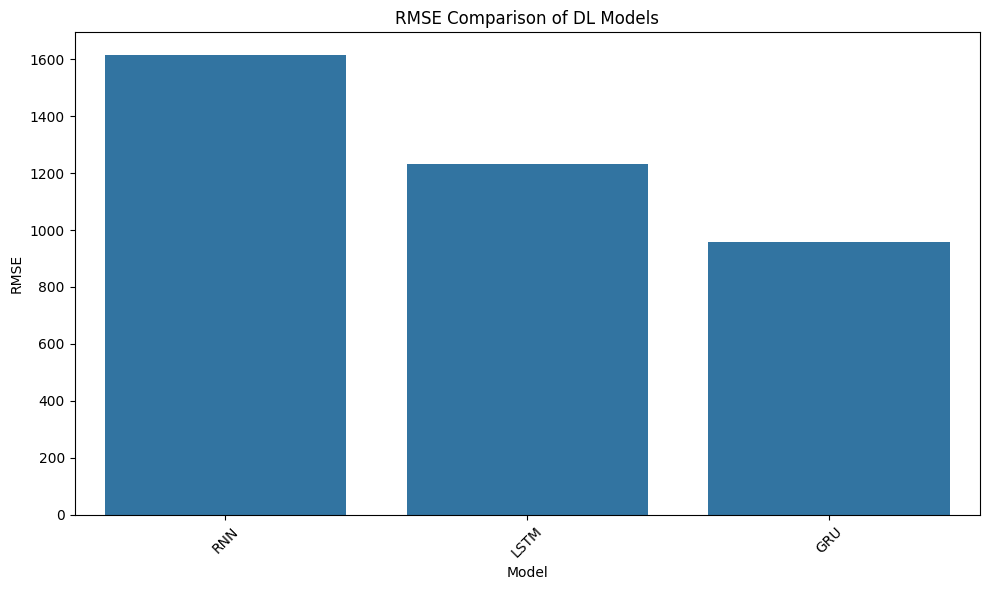 RMSE Comparison of DL Models
RMSE
1600
1400
1200
1000
800
600
400
200
0
RNN
LSTM
GRU
Model